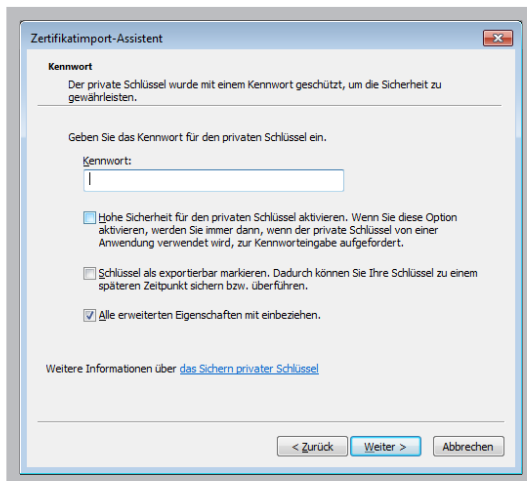 Zertifikatimport-Assistent
Kennwort
Der private Schlüssel wurde mit einem Kennwort geschützt, um die Sicherheit zu
gewährleisten.
Geben Sie das Kennwort für den privaten Schlüssel ein.
Kennwort:
Hohe Sicherheit für den privaten Schlüssel aktivieren. Wenn Sie diese Option
aktivieren, werden Sie immer dann, wenn der private Schlüssel von einer
Anwendung verwendet wird, zur Kennworteingabe aufgefordert.
Schlüssel als exportierbar markieren. Dadurch können Sie Ihre Schlüssel zu einem
späteren Zeitpunkt sichern bzw. überführen.
Alle erweiterten Eigenschaften mit einbeziehen.
Weitere Informationen über das Sichern privater Schlüssel
< Zurück Weiter > Abbrechen